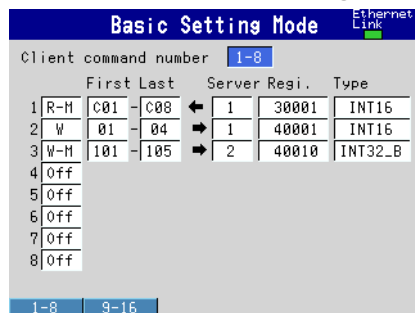 Basic Setting Mode Ethernet Link
Client command number 1-8
First Last Server Regi. Type
1 R-M C01 - C08 ← 1 30001 INT16
2 W 01 - 04 → 1 40001 INT16
3 W-M 101 - 105 → 2 40010 INT32_B
4 Off
5 Off
6 Off
7 Off
8 Off
1-8 9-16